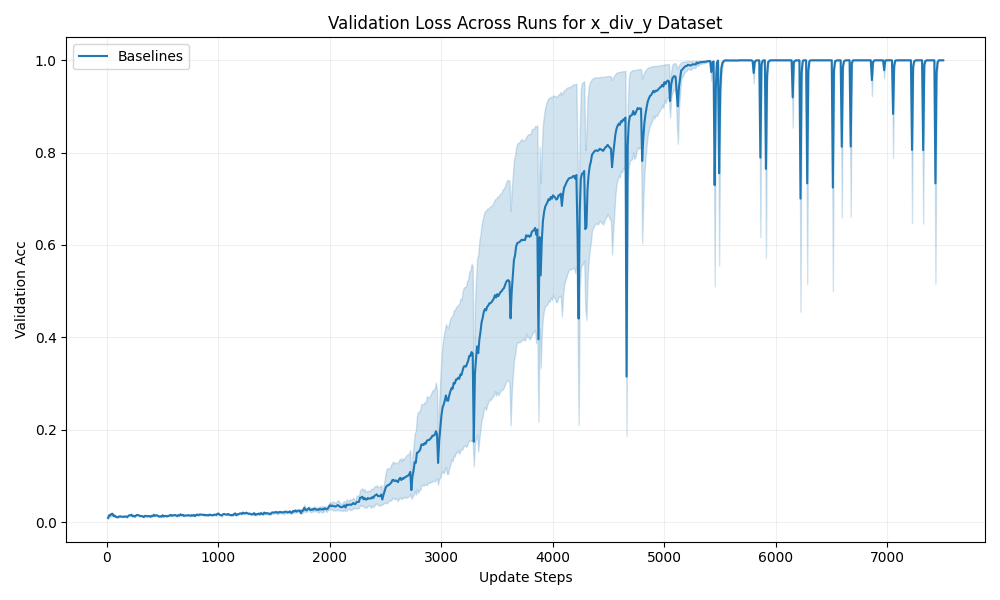 Validation Loss Across Runs for x_div_y Dataset
Baselines
Validation Acc
1.0
0.8
0.6
0.4
0.2
0.0
0 1000 2000 3000 4000 5000 6000 7000
Update Steps